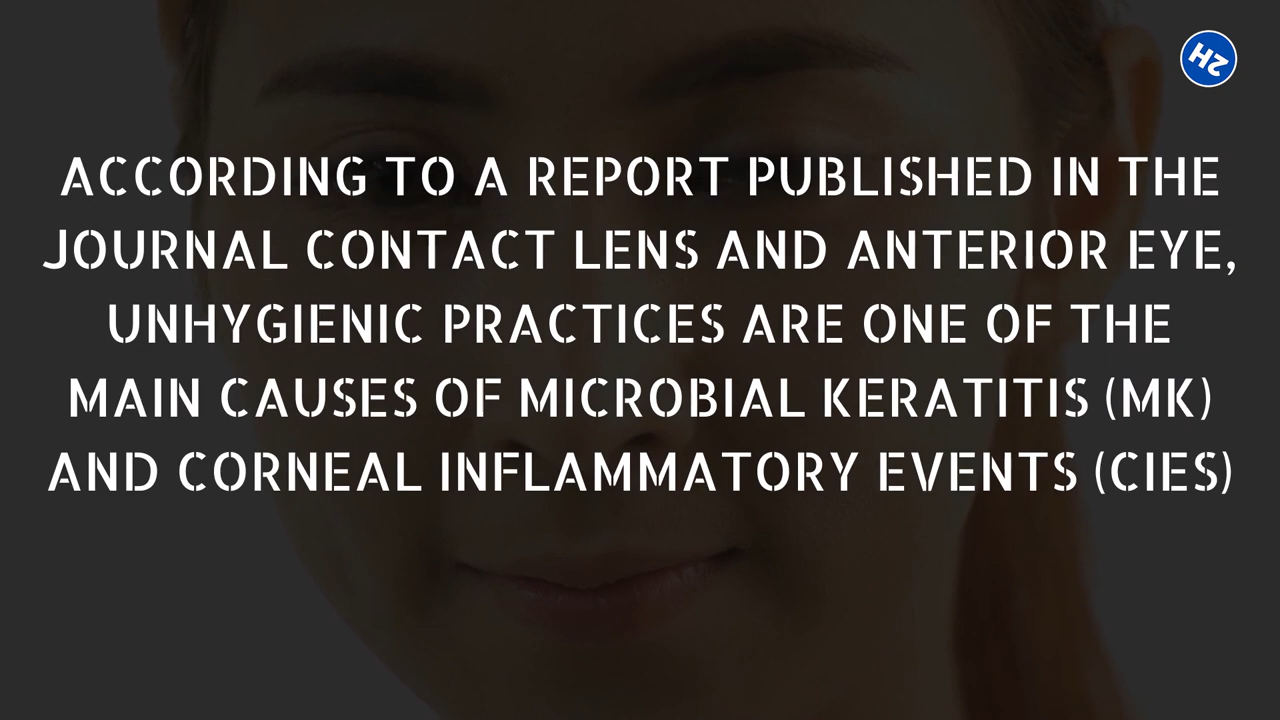 HZ
ACCORDING TO A REPORT PUBLISHED IN THE
JOURNAL CONTACT LENS AND ANTERIOR EYE,
UNHYGIENIC PRACTICES ARE ONE OF THE
MAIN CAUSES OF MICROBIAL KERATITIS (MK)
AND CORNEAL INFLAMMATORY EVENTS (CIES)